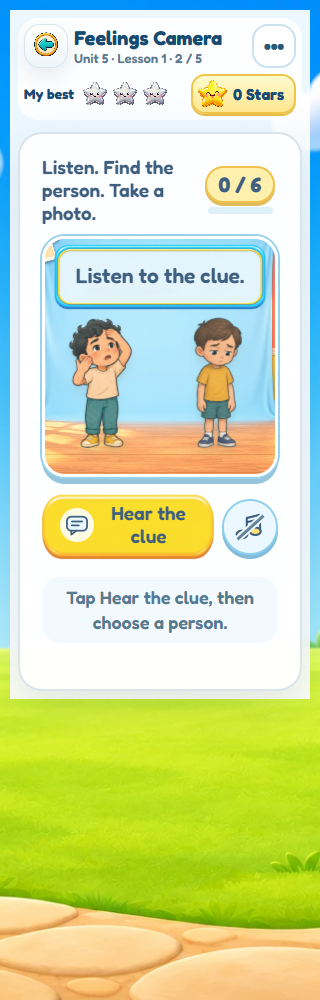 Feelings Camera
Unit 5 · Lesson 1 · 2 / 5
My best
0 Stars
Listen. Find the
person. Take a
photo.
0 / 6
Listen to the clue.
Hear the
clue
Tap Hear the clue, then
choose a person.